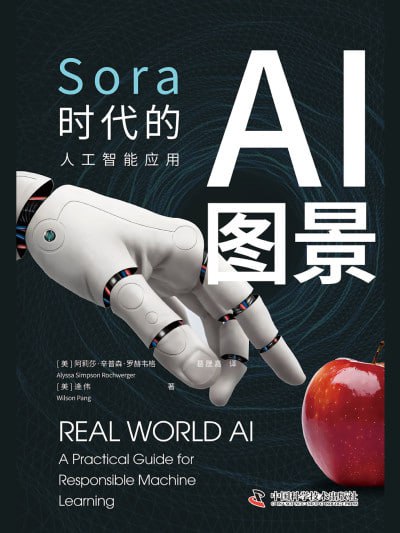 Sora
时代的
人工智能应用
AI
图景
[美]阿莉莎·辛普森·罗赫韦格
Alyssa Simpson Rochwerger
[美]逄伟 著
Wilson Pang
译
REAL WORLD AI
A Practical Guide for
Responsible Machine
Learning
中国科学技术出版社